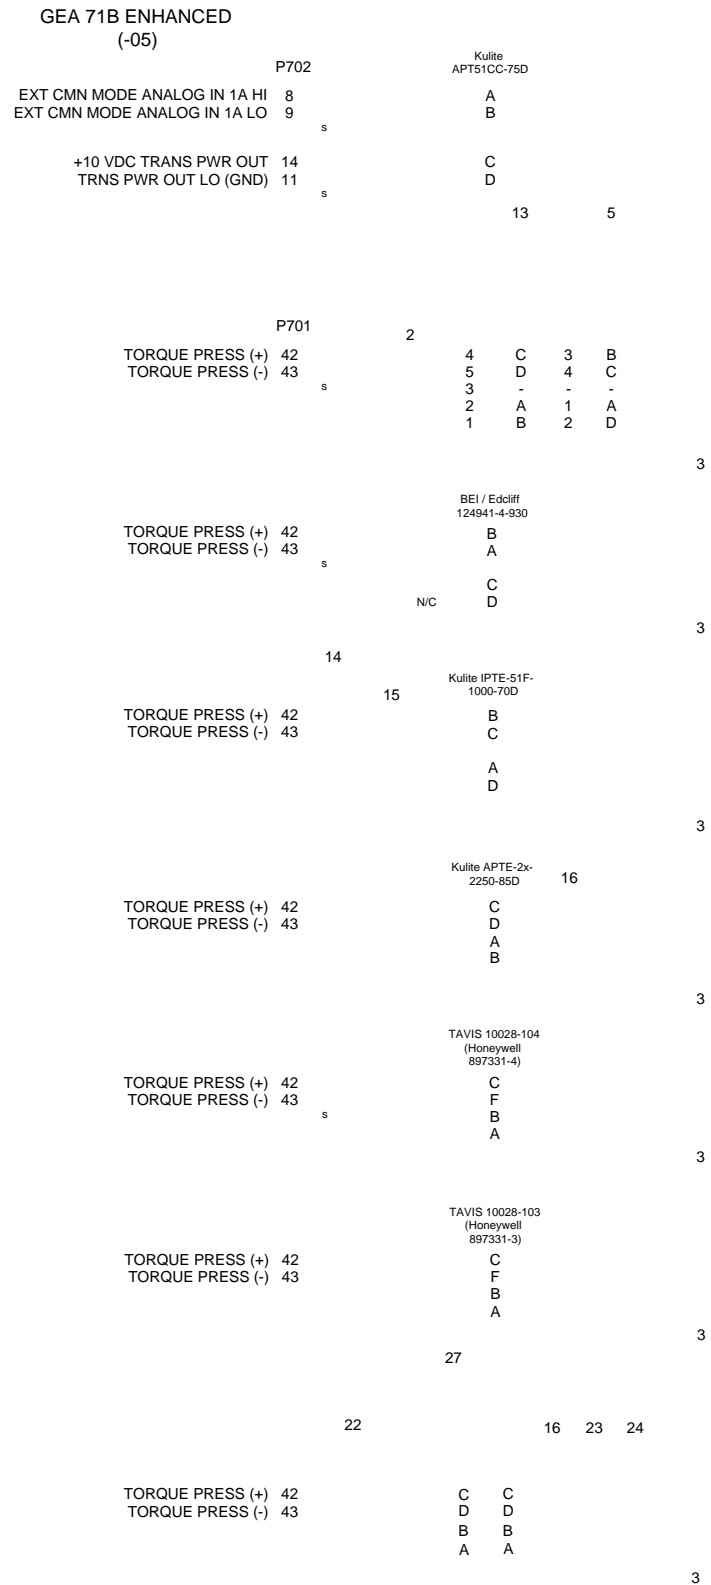 GEA 71B ENHANCED
(-05)
P702
Kulite
APT51CC-75D
EXT CMN MODE ANALOG IN 1A HI 8 A
EXT CMN MODE ANALOG IN 1A LO 9 B
s
+10 VDC TRANS PWR OUT 14 C
TRNS PWR OUT LO (GND) 11 D
s
13 5
P701
2
TORQUE PRESS (+) 42 4 C 3 B
TORQUE PRESS (-) 43 5 D 4 C
s 3 - - -
2 A 1 A
1 B 2 D
3
BEI / Edcliff
124941-4-930
TORQUE PRESS (+) 42 B
TORQUE PRESS (-) 43 A
s
C
N/C D
3
14
Kulite IPTE-51F-
1000-70D
15
TORQUE PRESS (+) 42 B
TORQUE PRESS (-) 43 C
A
D
3
Kulite APTE-2x-
2250-85D
16
TORQUE PRESS (+) 42 C
TORQUE PRESS (-) 43 D
A
B
3
TAVIS 10028-104
(Honeywell
897331-4)
TORQUE PRESS (+) 42 C
TORQUE PRESS (-) 43 F
s B
A
3
TAVIS 10028-103
(Honeywell
897331-3)
TORQUE PRESS (+) 42 C
TORQUE PRESS (-) 43 F
B
A
3
27
22 16 23 24
TORQUE PRESS (+) 42 C C
TORQUE PRESS (-) 43 D D
B B
A A
3